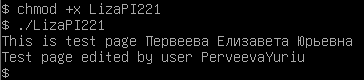 $ chmod +x LizaPI221
$ ./LizaPI221
This is test page Первеева Елизавета Юрьевна
Test page edited by user PerveevaYuriu
$